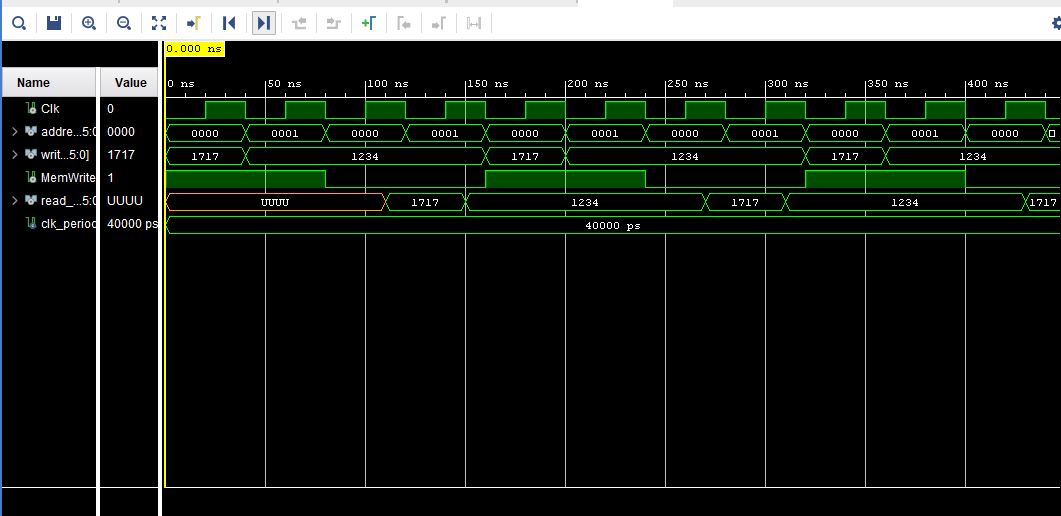 0.000 ns
0 ns 50 ns 100 ns 150 ns 200 ns 250 ns 300 ns 350 ns 400 ns
Name Value
Clk 0 
addre...5:0 0000 0000 0001 0000 0001 0000 0001 0000 0001 0000 0001 0000
writ...5:0] 1717 1717 1234 1717 1234 1717 1234
MemWrite 1
read_...5:0 UUUU UUUU 1717 1234 1717 1234 1717
clk_perioc 40000 ps 40000 ps